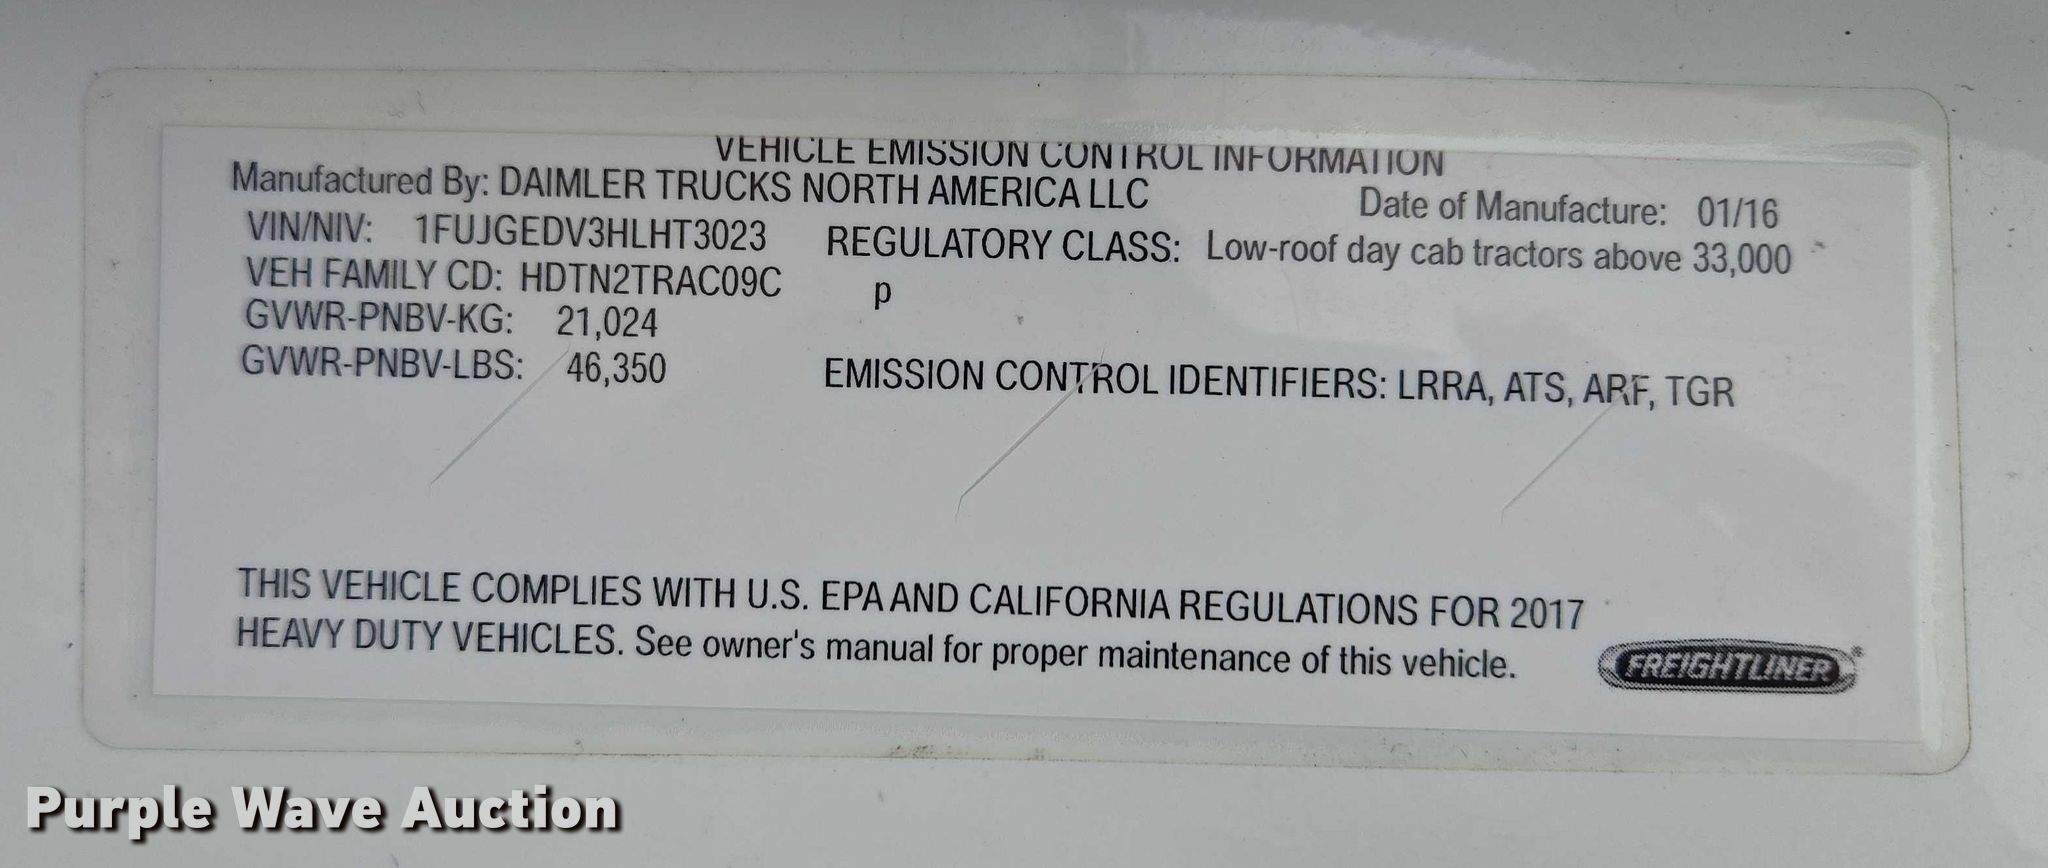 VEHICLE EMISSION CONTROL INFORMATION
Manufactured By: DAIMLER TRUCKS NORTH AMERICA LLC
Date of Manufacture: 01/16
VIN/NIV: 1FUJGEDV3HLHT3023
REGULATORY CLASS: Low-roof day cab tractors above 33,000
VEH FAMILY CD: HDTN2TRAC09C
p
GVWR-PNBV-KG: 21,024
GVWR-PNBV-LBS: 46,350
EMISSION CONTROL IDENTIFIERS: LRRA, ATS, ARF, TGR
THIS VEHICLE COMPLIES WITH U.S. EPA AND CALIFORNIA REGULATIONS FOR 2017
HEAVY DUTY VEHICLES. See owner's manual for proper maintenance of this vehicle.
FREIGHTLINER
Purple Wave Auction